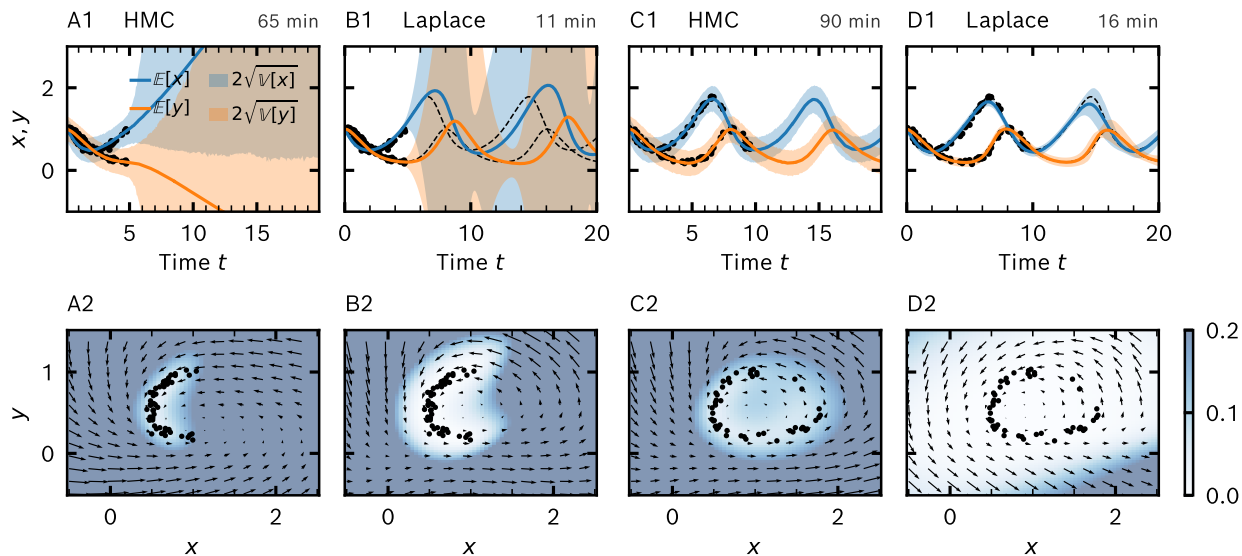 A1 HMC 65 min
B1 Laplace 11 min
C1 HMC 90 min
D1 Laplace 16 min
𝔼[x] 2√𝕍[x]
𝔼[y] 2√𝕍[y]
x, y
2
0
5 10 15
0 10 20
5 10 15
0 10 20
Time t
Time t
Time t
Time t
A2
B2
C2
D2
y
1
0
0 2
0 2
0 2
0 2
x
x
x
x
0.2
0.1
0.0